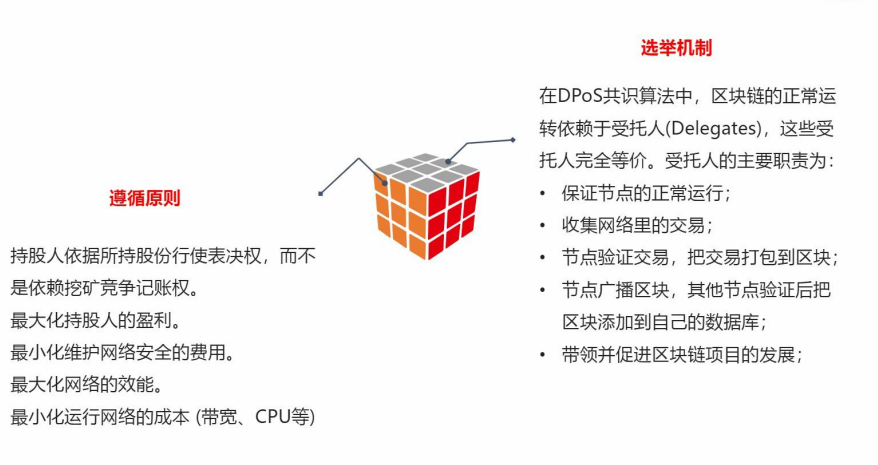 遵循原则
持股人依据所持股份行使表决权，而不
是依赖挖矿竞争记账权。
最大化持股人的盈利。
最小化维护网络安全的费用。
最大化网络的效能。
最小化运行网络的成本 (带宽、CPU等)
选举机制
在DPoS共识算法中，区块链的正常运
转依赖于受托人(Delegates)，这些受
托人完全等价。受托人的主要职责为：
• 保证节点的正常运行；
• 收集网络里的交易；
• 节点验证交易，把交易打包到区块；
• 节点广播区块，其他节点验证后把
区块添加到自己的数据库；
• 带领并促进区块链项目的发展；